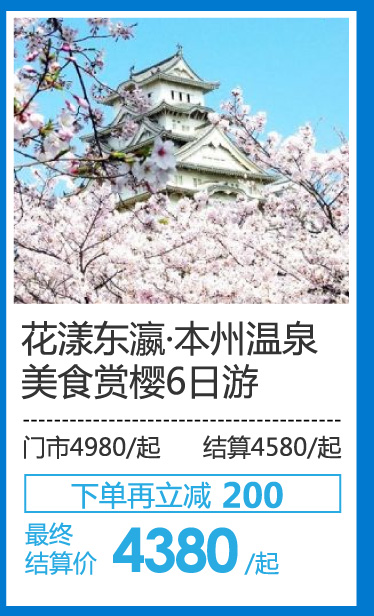 花漾东瀛·本州温泉
美食赏樱6日游
门市4980/起 结算4580/起
下单再立减 200
最终
结算价 4380 /起